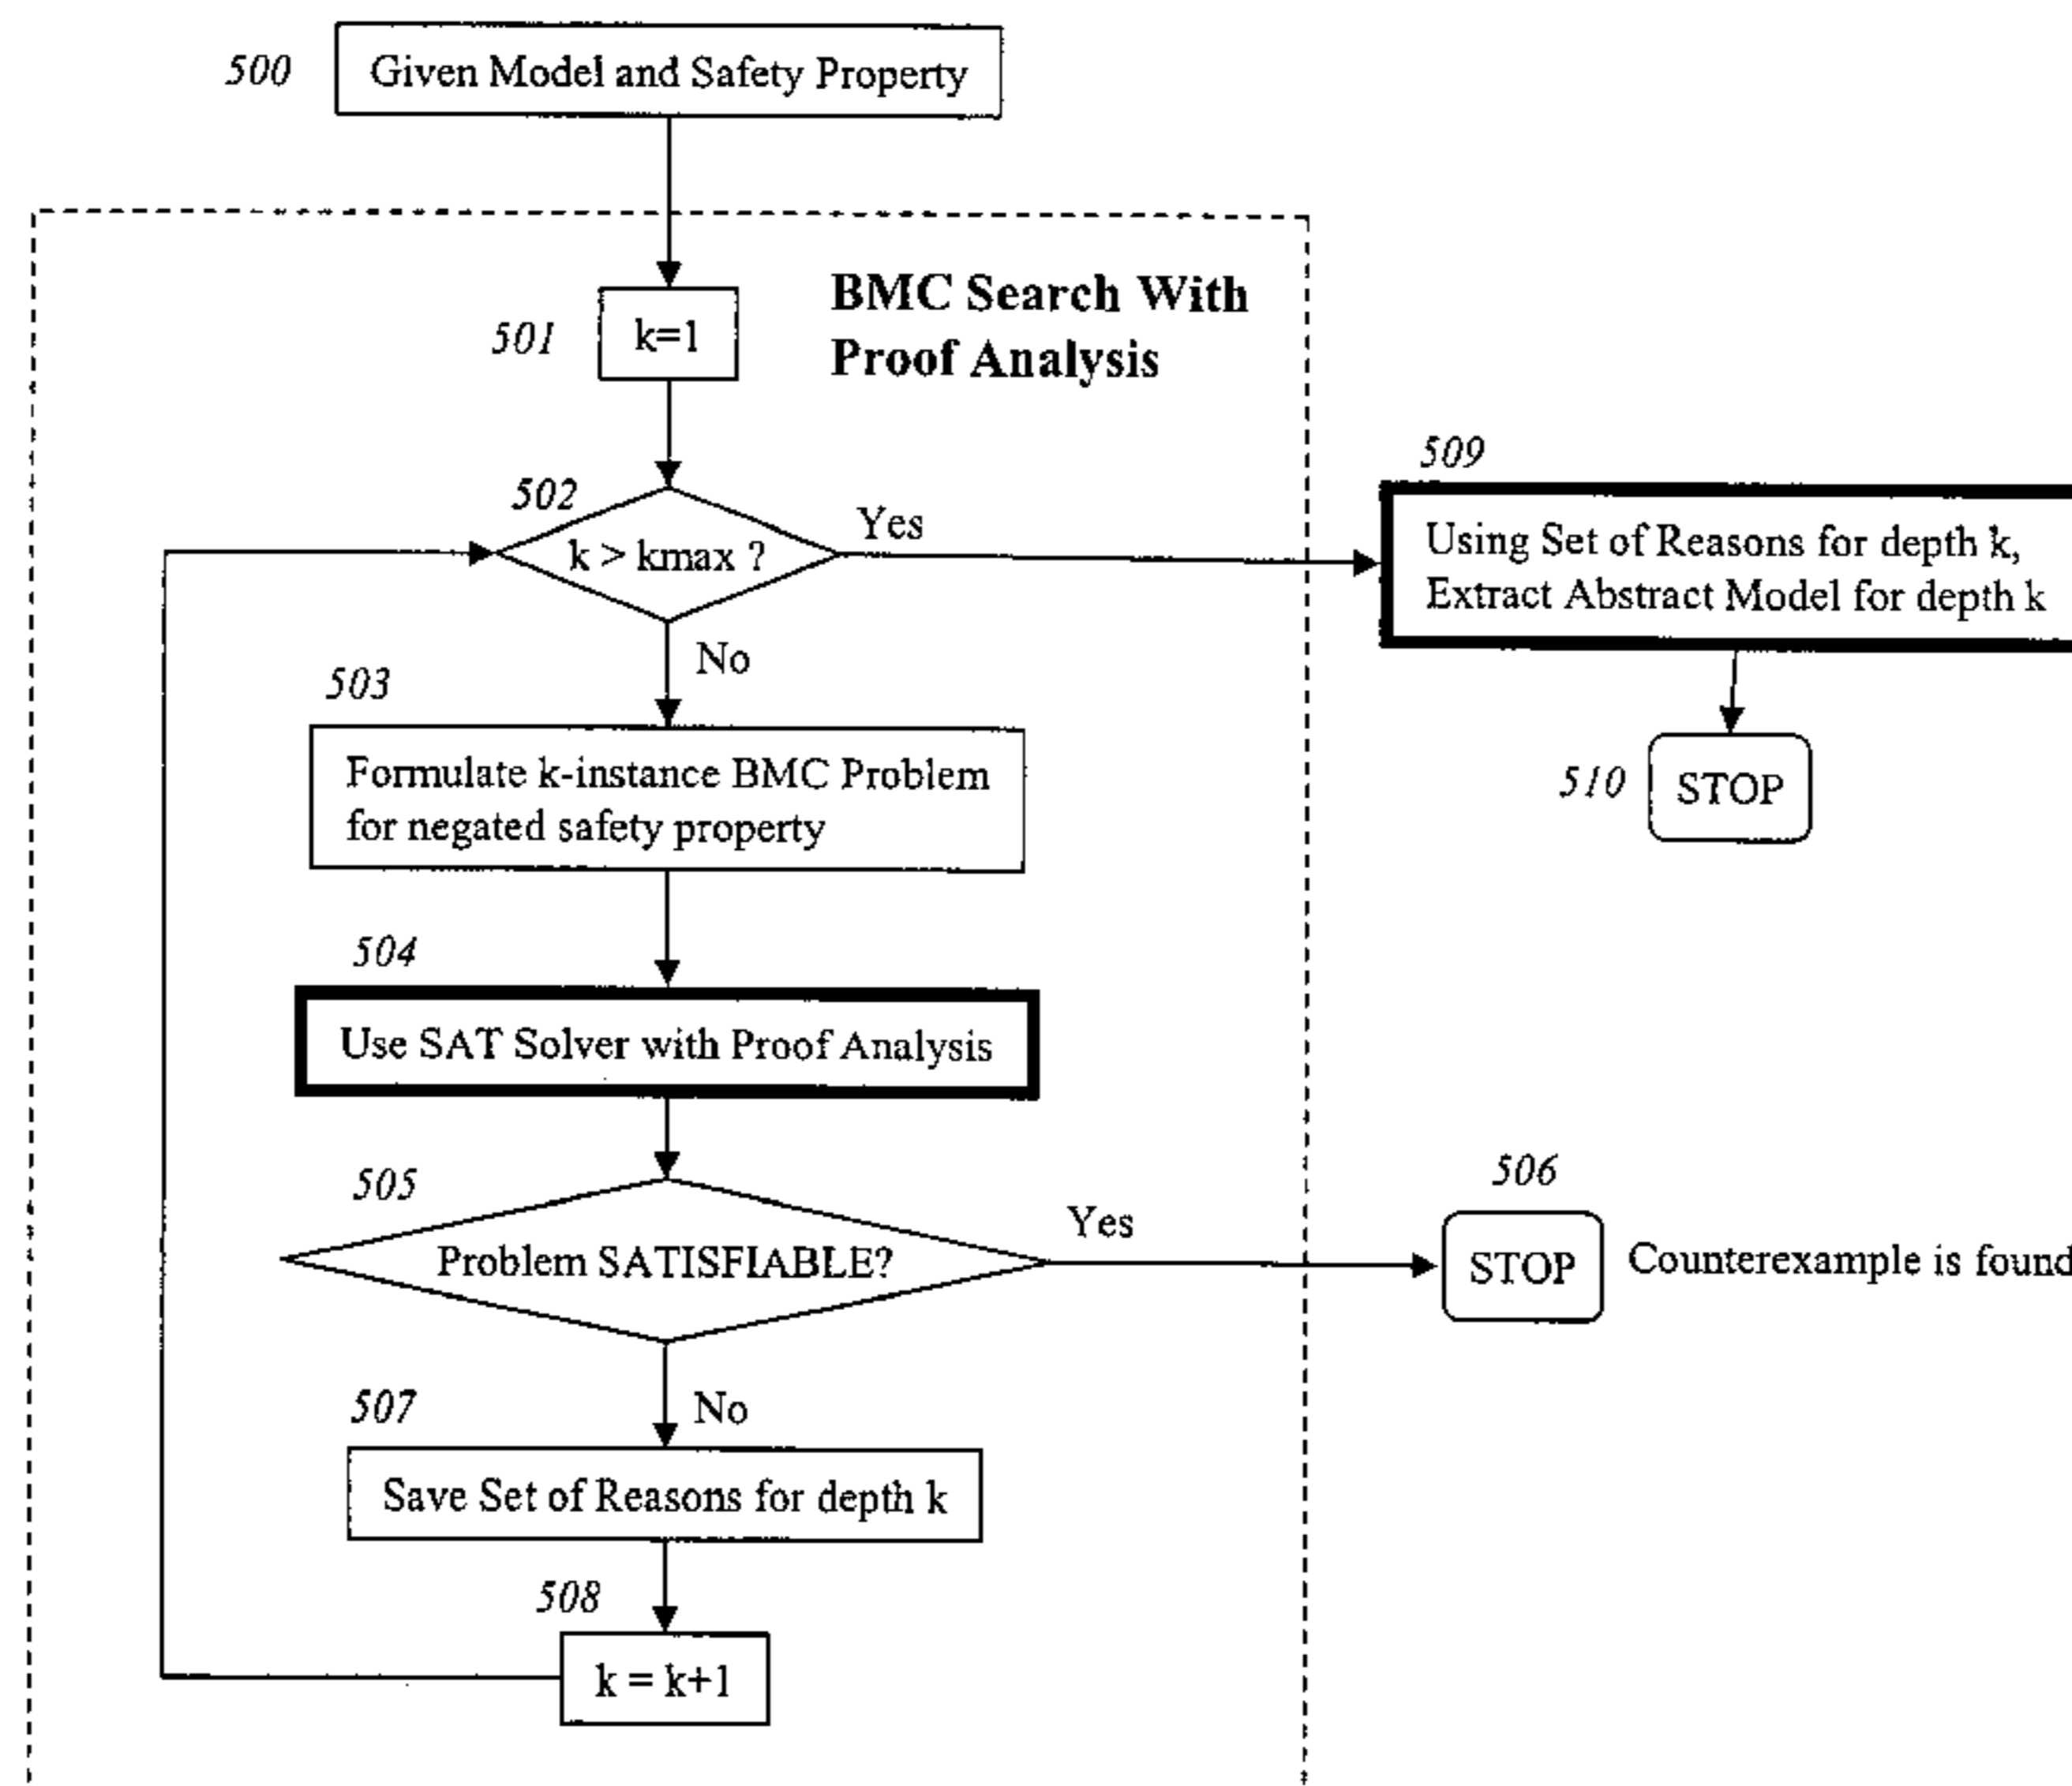 500
Given Model and Safety Property
BMC Search With
Proof Analysis
501
k=1
502
k > kmax ?
Yes
No
509
Using Set of Reasons for depth k,
Extract Abstract Model for depth k
510
STOP
503
Formulate k-instance BMC Problem
for negated safety property
504
Use SAT Solver with Proof Analysis
505
Problem SATISFIABLE?
Yes
No
506
STOP
Counterexample is found
507
Save Set of Reasons for depth k
508
k = k+1